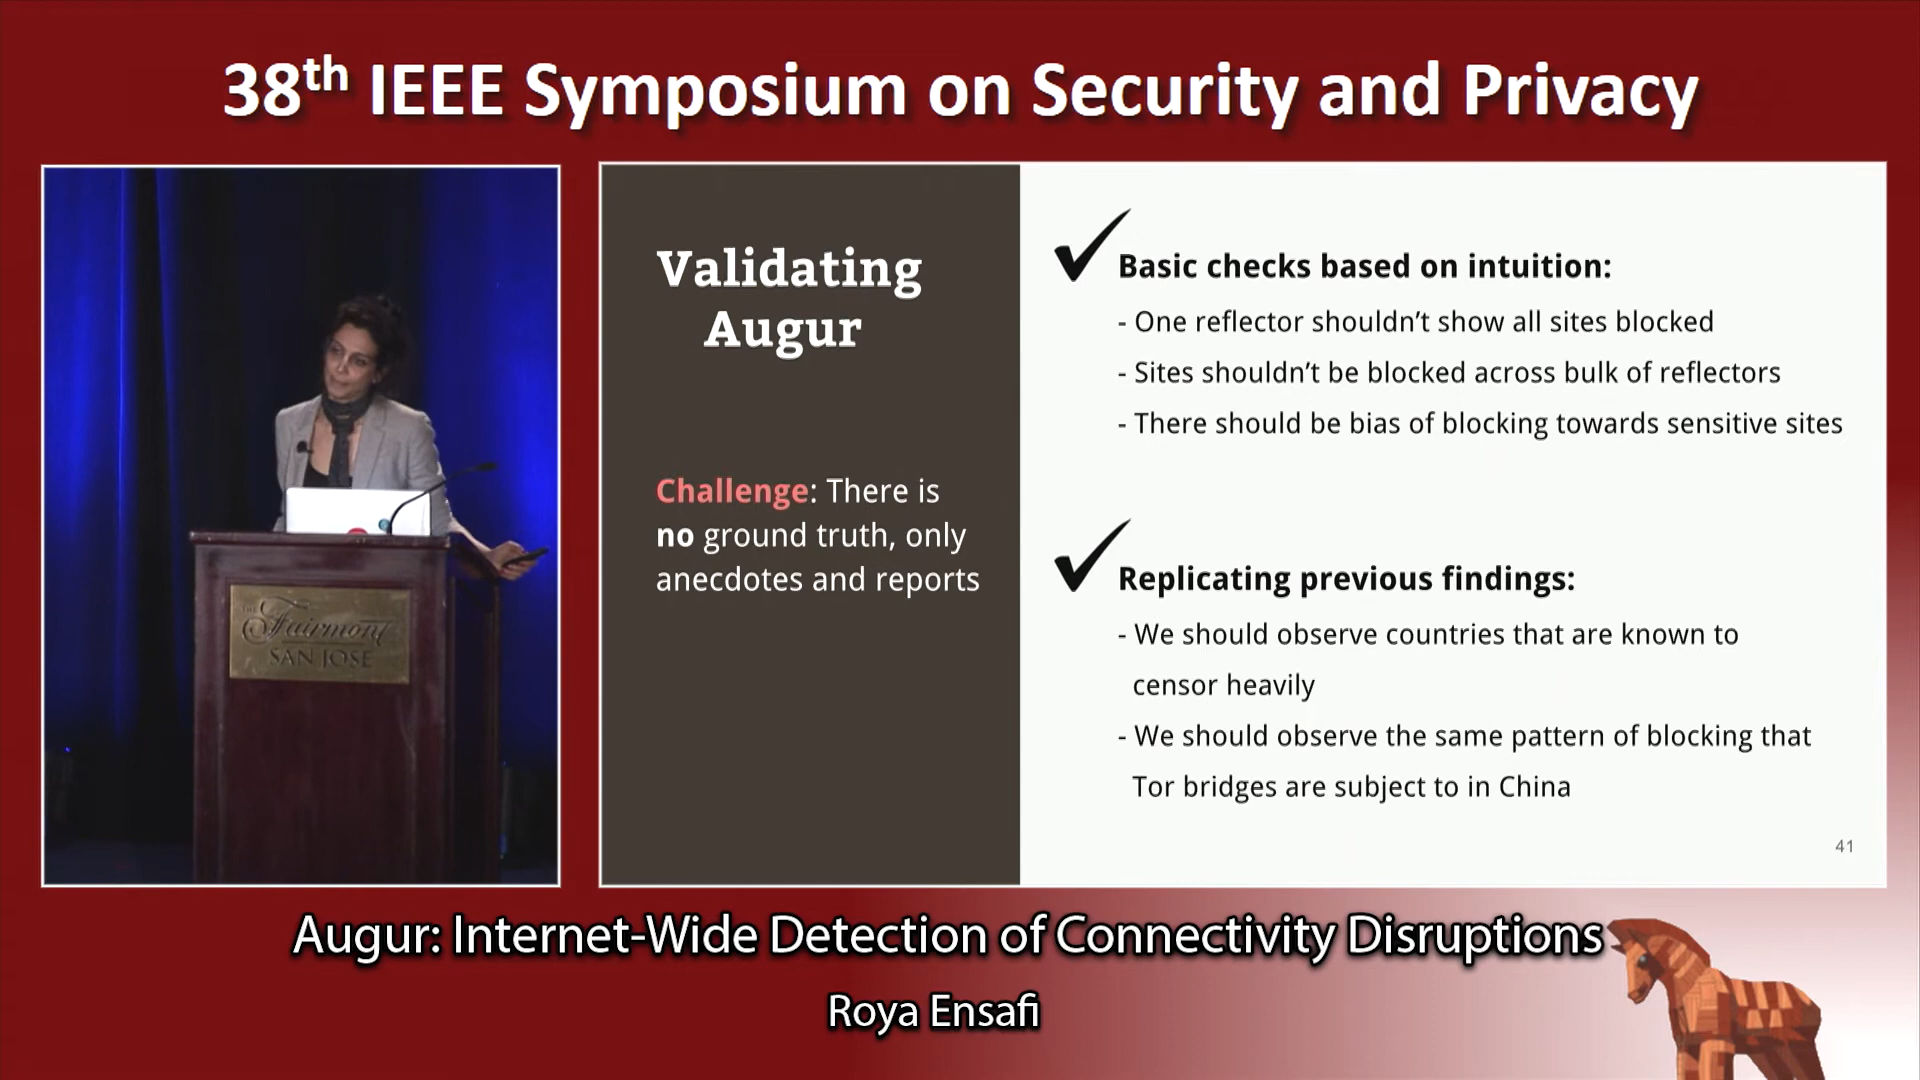 38th IEEE Symposium on Security and Privacy
Validating
Augur
Challenge: There is
no ground truth, only
anecdotes and reports
Basic checks based on intuition:
- One reflector shouldn't show all sites blocked
- Sites shouldn't be blocked across bulk of reflectors
- There should be bias of blocking towards sensitive sites
Replicating previous findings:
- We should observe countries that are known to
censor heavily
- We should observe the same pattern of blocking that
Tor bridges are subject to in China
41
THE Fairmont
SAN JOSE
Augur: Internet-Wide Detection of Connectivity Disruptions
Roya Ensafi